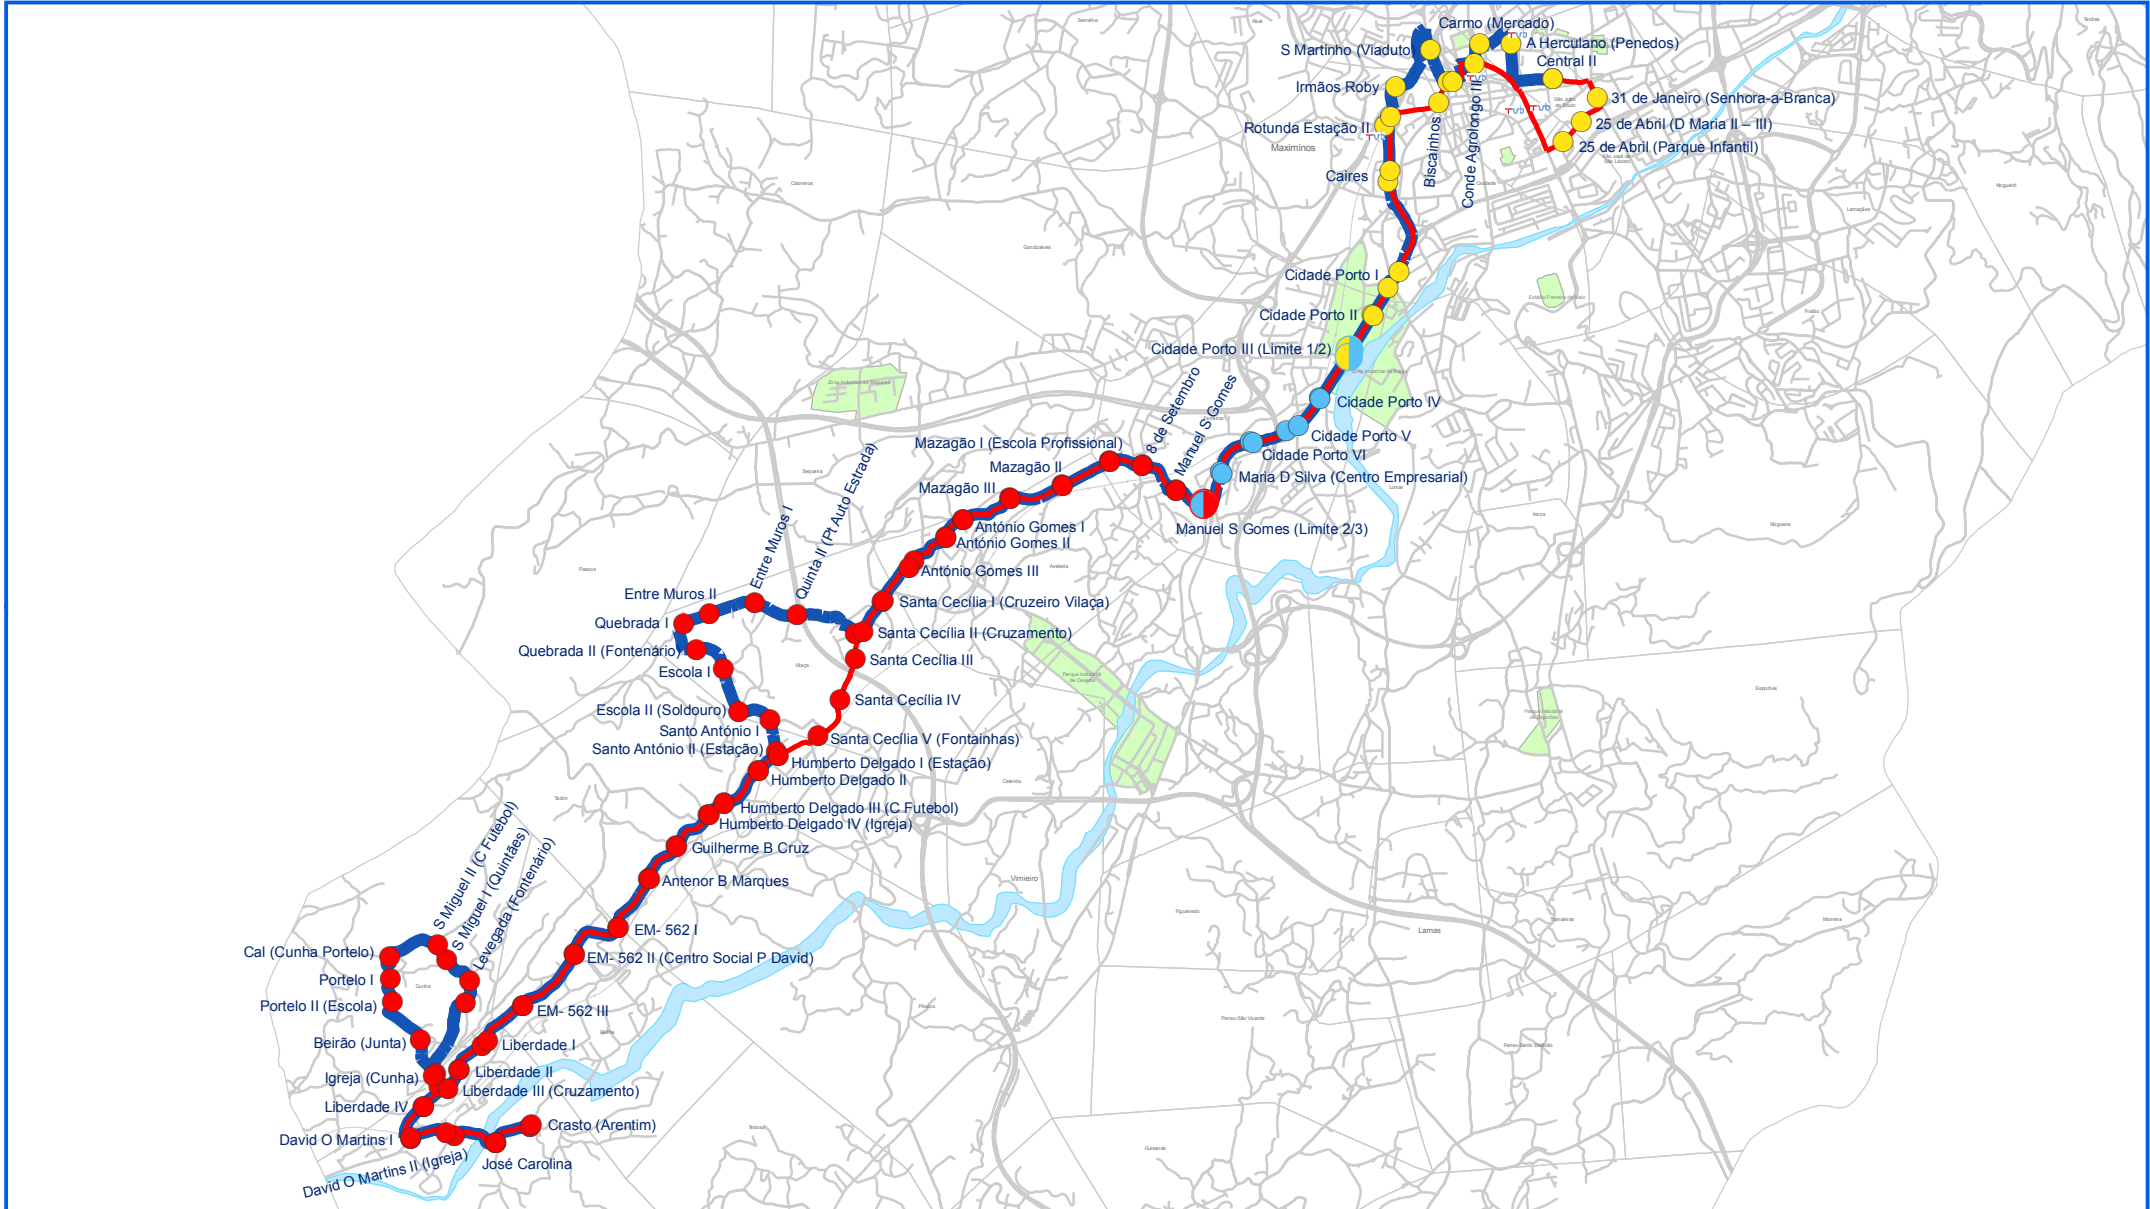 Carmo (Mercado)
S Martinho (Viaduto)
A Herculano (Penedos)
Central II
Irmãos Roby
31 de Janeiro (Senhora-a-Branca)
Rotunda Estação II
25 de Abril (D Maria II – III)
Maximinos
25 de Abril (Parque Infantil)
Biscainhos
Conde Agrolongo III
Caires
Cidade Porto I
Cidade Porto II
Cidade Porto III (Limite 1/2)
Cidade Porto IV
Cidade Porto V
Cidade Porto VI
8 de Setembro
Manuel S Gomes
Mazagão I (Escola Profissional)
Mazagão II
Mazagão III
Maria D Silva (Centro Empresarial)
Manuel S Gomes (Limite 2/3)
António Gomes I
António Gomes II
António Gomes III
Quinta II (Pt Auto Estrada)
Entre Muros I
Entre Muros II
Santa Cecília I (Cruzeiro Vilaça)
Quebrada I
Santa Cecília II (Cruzamento)
Quebrada II (Fontenário)
Santa Cecília III
Escola I
Santa Cecília IV
Escola II (Soldouro)
Santo António I
Santa Cecília V (Fontainhas)
Santo António II (Estação)
Humberto Delgado I (Estação)
Humberto Delgado II
Humberto Delgado III (C Futebol)
Humberto Delgado IV (Igreja)
Guilherme B Cruz
Antenor B Marques
Vimieiro
Lamas
EM- 562 I
EM- 562 II (Centro Social P David)
EM- 562 III
S Miguel II (C Futebol)
S Miguel I (Quintães)
Levegada (Fontenário)
Cal (Cunha Portelo)
Portelo I
Portelo II (Escola)
Beirão (Junta)
Liberdade I
Igreja (Cunha)
Liberdade II
Liberdade III (Cruzamento)
Liberdade IV
Crasto (Arentim)
David O Martins I
David O Martins II (Igreja)
José Carolina